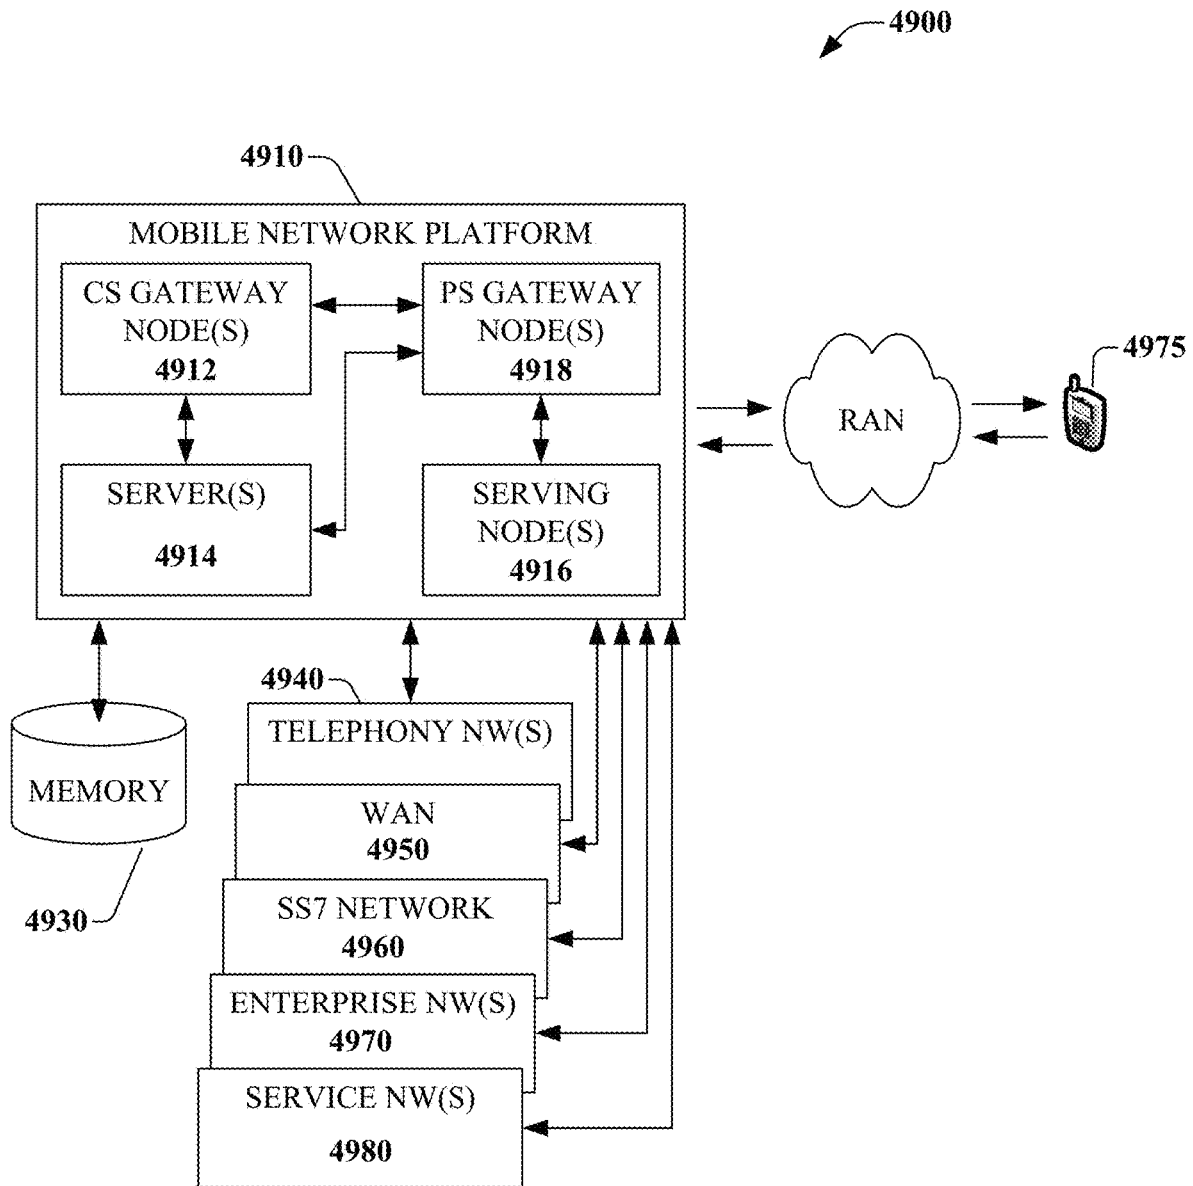 4900
4910
MOBILE NETWORK PLATFORM
CS GATEWAY
NODE(S)
4912
PS GATEWAY
NODE(S)
4918
SERVER(S)
4914
SERVING
NODE(S)
4916
RAN
4975
4940
TELEPHONY NW(S)
MEMORY
4930
WAN
4950
SS7 NETWORK
4960
ENTERPRISE NW(S)
4970
SERVICE NW(S)
4980